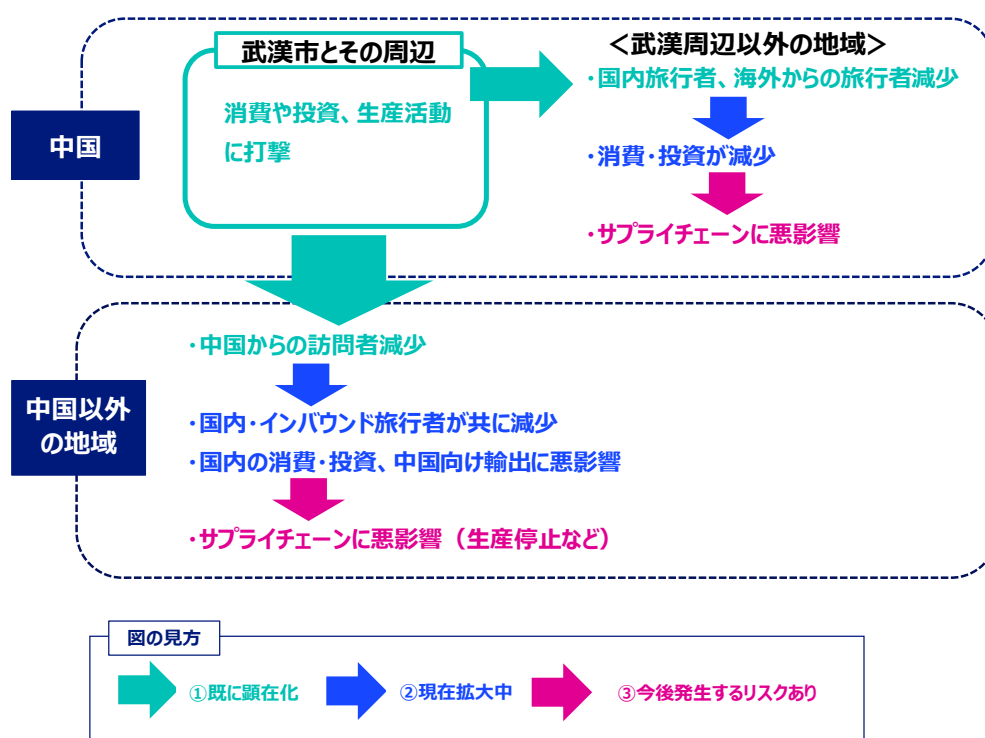 武漢市とその周辺
消費や投資、生産活動
に打撃
＜武漢周辺以外の地域＞
・国内旅行者、海外からの旅行者減少
・消費・投資が減少
・サプライチェーンに悪影響
中国
・中国からの訪問者減少
・国内・インバウンド旅行者が共に減少
・国内の消費・投資、中国向け輸出に悪影響
・サプライチェーンに悪影響（生産停止など）
中国以外
の地域
図の見方
①既に顕在化
②現在拡大中
③今後発生するリスクあり